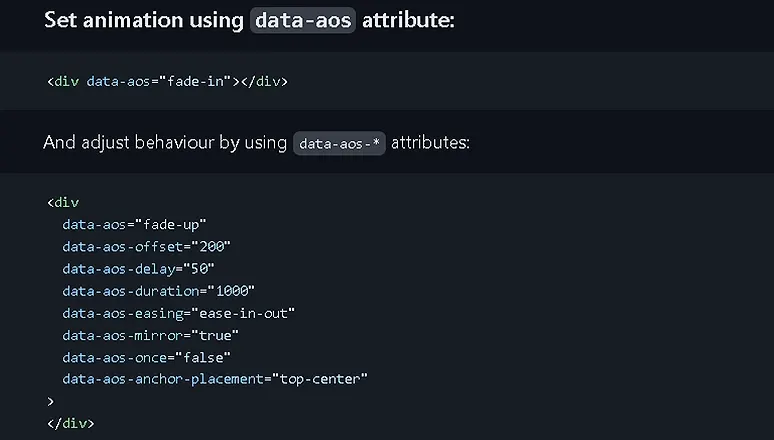 Set animation using data-aos attribute:
<div data-aos="fade-in"></div>
And adjust behaviour by using data-aos-* attributes:
<div
data-aos="fade-up"
data-aos-offset="200"
data-aos-delay="50"
data-aos-duration="1000"
data-aos-easing="ease-in-out"
data-aos-mirror="true"
data-aos-once="false"
data-aos-anchor-placement="top-center"
>
</div>